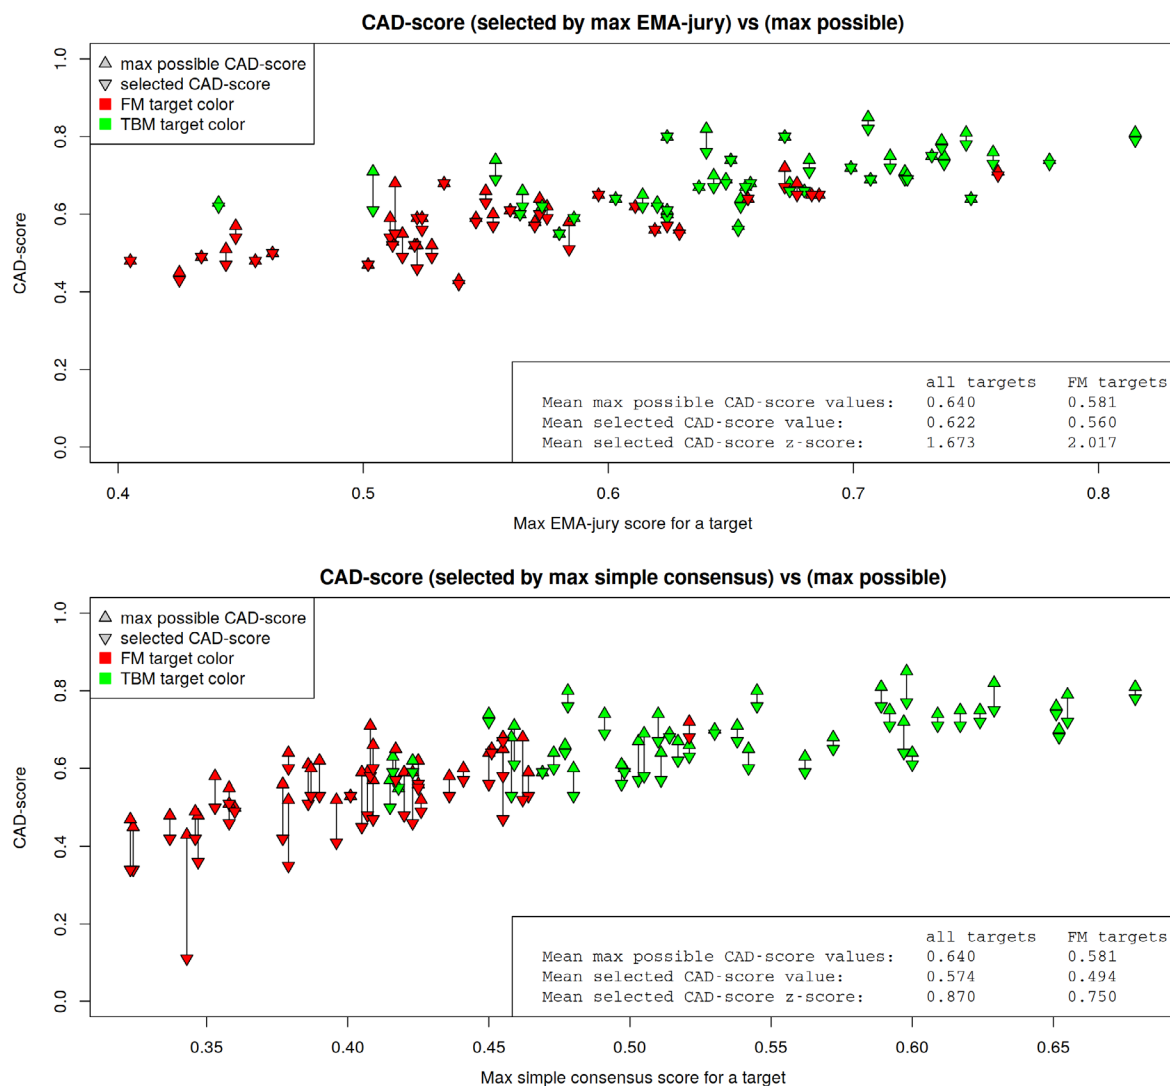 CAD-score (selected by max EMA-jury) vs (max possible)
max possible CAD-score
selected CAD-score
FM target color
TBM target color
CAD-score
1.0
0.8
0.6
0.4
0.2
0.0
all targets FM targets
Mean max possible CAD-score values: 0.640 0.581
Mean selected CAD-score value: 0.622 0.560
Mean selected CAD-score z-score: 1.673 2.017
0.4 0.5 0.6 0.7 0.8
Max EMA-jury score for a target
CAD-score (selected by max simple consensus) vs (max possible)
max possible CAD-score
selected CAD-score
FM target color
TBM target color
CAD-score
1.0
0.8
0.6
0.4
0.2
0.0
all targets FM targets
Mean max possible CAD-score values: 0.640 0.581
Mean selected CAD-score value: 0.574 0.494
Mean selected CAD-score z-score: 0.870 0.750
0.35 0.40 0.45 0.50 0.55 0.60 0.65
Max simple consensus score for a target